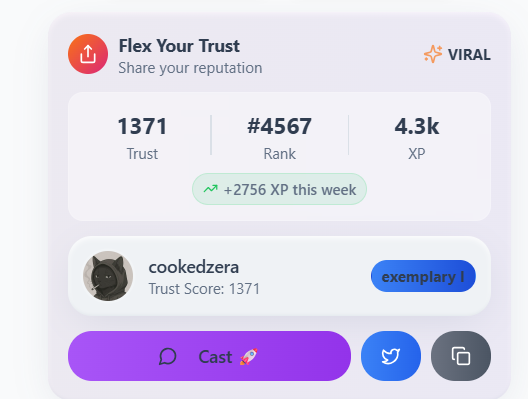 Flex Your Trust
Share your reputation
VIRAL
1371
Trust
#4567
Rank
4.3k
XP
+2756 XP this week
cookedzera
Trust Score: 1371
exemplary !
Cast 🚀